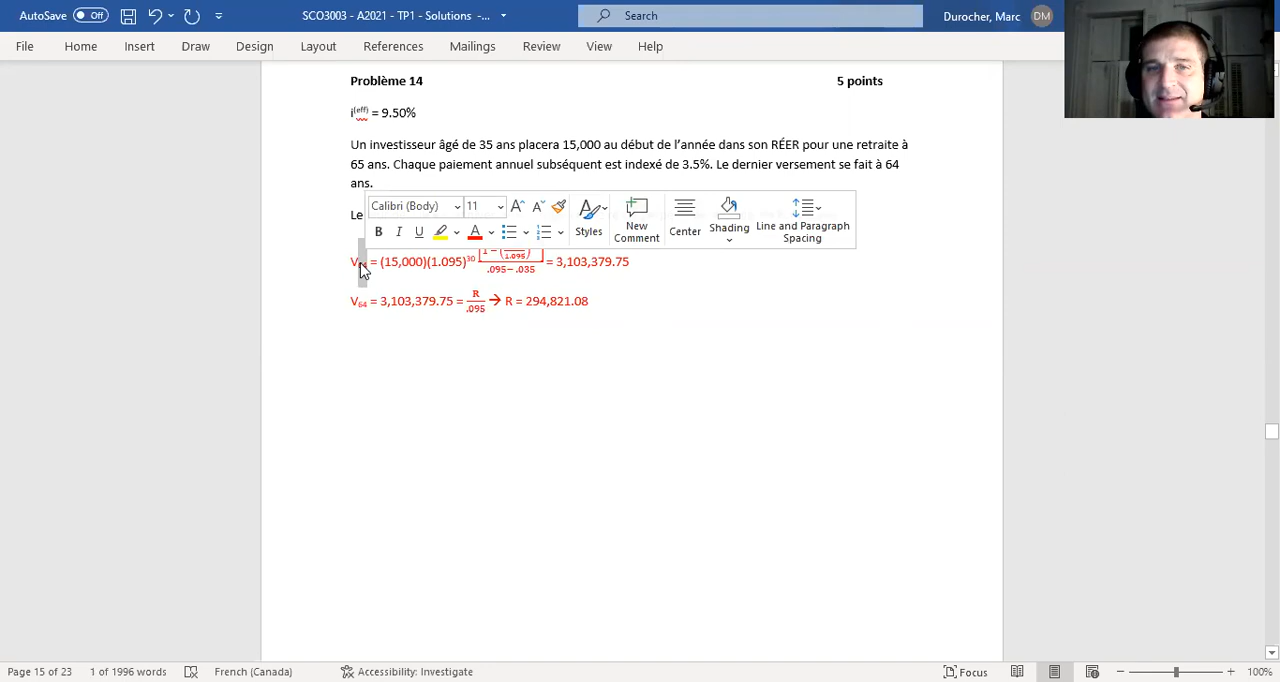 AutoSave Off SCO3003 - A2021 - TP1 - Solutions -... Search Durocher, Marc DM
File Home Insert Draw Design Layout References Mailings Review View Help
Problème 14 5 points
i(eff) = 9.50%
Un investisseur âgé de 35 ans placera 15,000 au début de l'année dans son RÉER pour une retraite à
65 ans. Chaque paiement annuel subséquent est indexé de 3.5%. Le dernier versement se fait à 64
ans.
Le
Calibri (Body) 11
B I U A Styles New Comment Center Shading Line and Paragraph Spacing
V = (15,000)(1.095)³⁰ [1 − (1.095) .095−.035 = 3,103,379.75
V₆₄ = 3,103,379.75 = R/.095 → R = 294,821.08
Page 15 of 23 1 of 1996 words French (Canada) Accessibility: Investigate Focus 100%